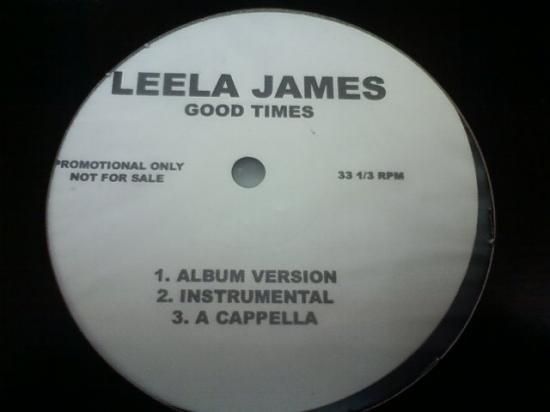 LEELA JAMES
GOOD TIMES
PROMOTIONAL ONLY
NOT FOR SALE
33 1/3 RPM
1. ALBUM VERSION
2. INSTRUMENTAL
3. A CAPPELLA